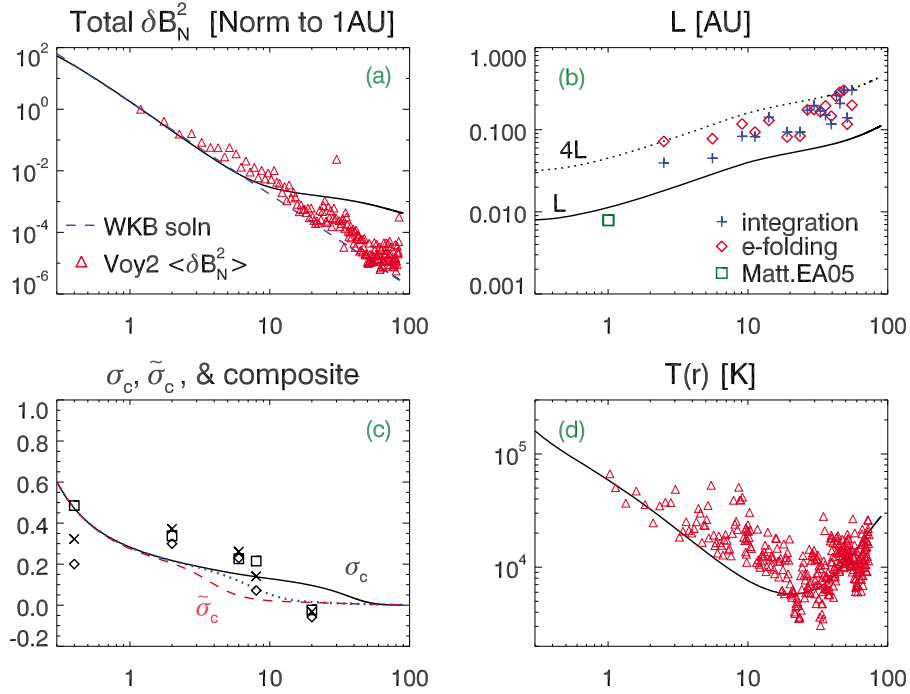 Total δB²_N [Norm to 1AU]
10²
10⁰
10⁻²
10⁻⁴
10⁻⁶
(a)
WKB soln
Voy2 <δB²_N>
1
10
100
L [AU]
1.000
0.100
0.010
0.001
(b)
4L
L
integration
e-folding
Matt.EA05
1
10
100
σ_c, σ̃_c, & composite
1.0
0.8
0.6
0.4
0.2
0.0
-0.2
(c)
σ_c
σ̃_c
1
10
100
T(r) [K]
10⁵
10⁴
(d)
1
10
100